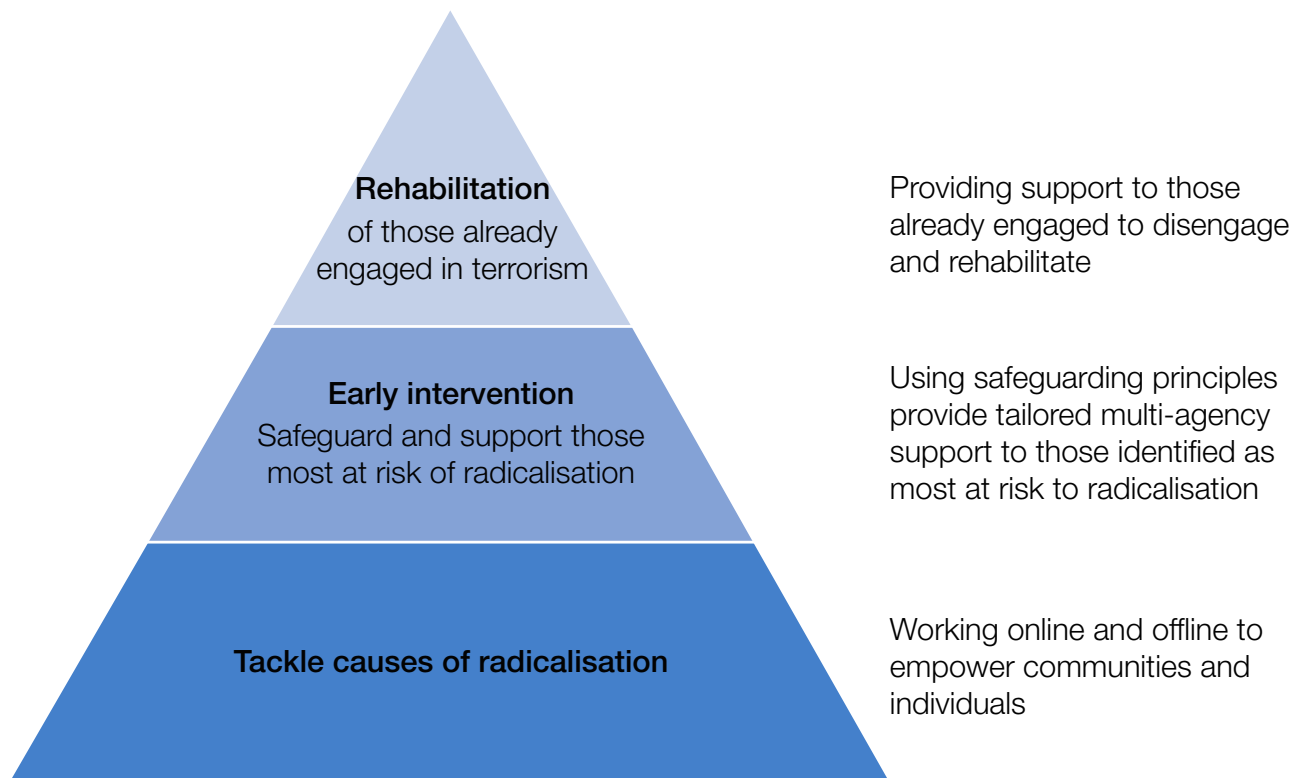 Rehabilitation
of those already
engaged in terrorism
Providing support to those
already engaged to disengage
and rehabilitate
Early intervention
Safeguard and support those
most at risk of radicalisation
Using safeguarding principles
provide tailored multi-agency
support to those identified as
most at risk to radicalisation
Tackle causes of radicalisation
Working online and offline to
empower communities and
individuals